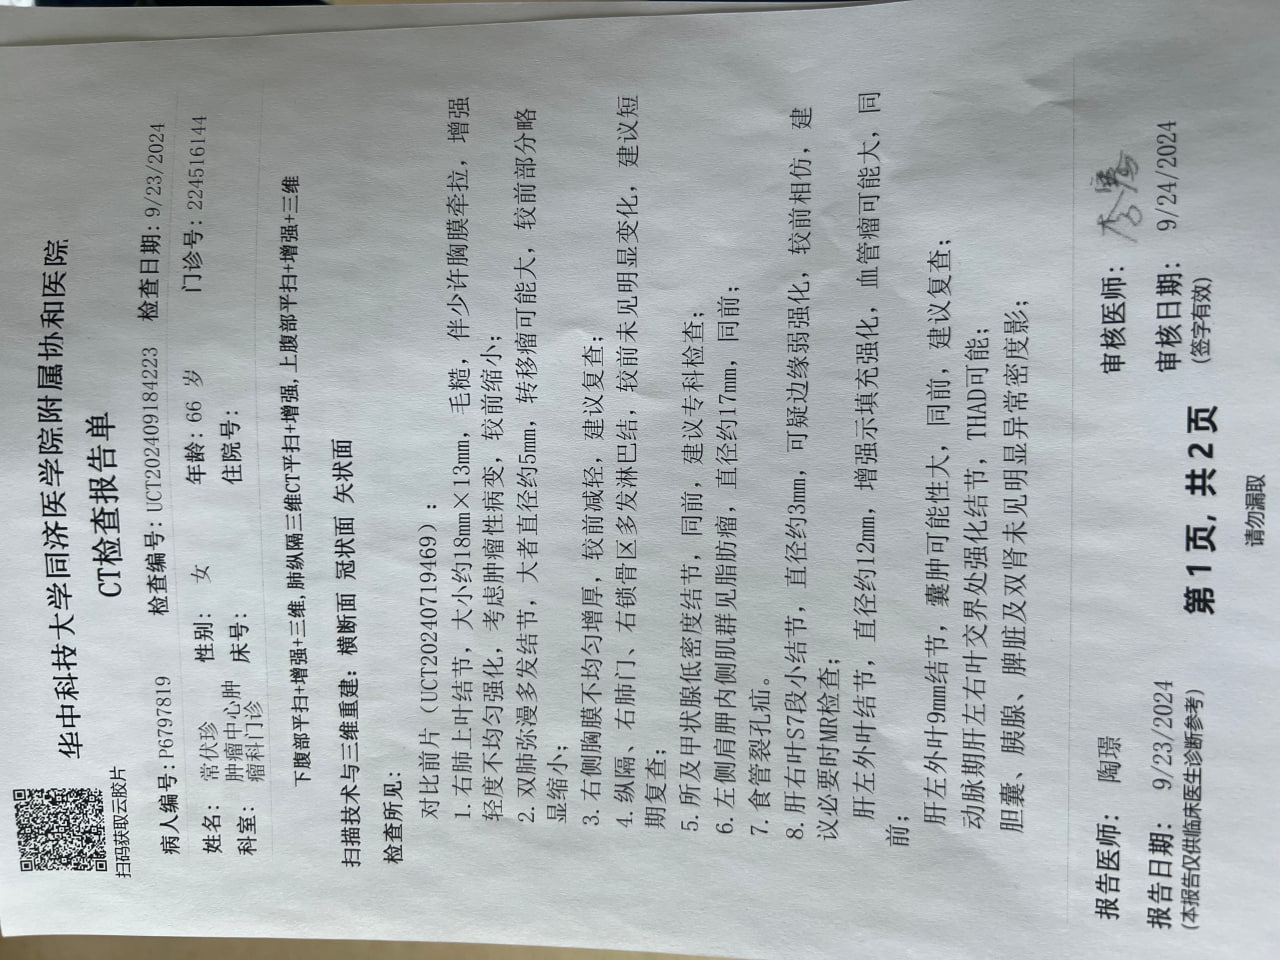 扫码获取云胶片
华中科技大学同济医学院附属协和医院
CT检查报告单
病人编号: P6797819 检查编号: UCT202409184223 检查日期: 9/23/2024
姓名: 常伏珍 性别: 女 年龄: 66 岁 门诊号: 224516144
科室: 肿瘤中心肿瘤科门诊 床号: 住院号:
下腹部平扫+增强+三维,肺纵隔三维CT平扫+增强,上腹部平扫+增强+三维
扫描技术与三维重建: 横断面 冠状面 矢状面
检查所见:
对比前片（UCT20240719469）:
1. 右肺上叶结节，大小约18mm×13mm，毛糙，伴少许胸膜牵拉，增强
轻度不均匀强化，考虑肿瘤性病变，较前缩小;
2. 双肺弥漫多发结节，大者直径约5mm，转移瘤可能大，较前部分略
显缩小;
3. 右侧胸膜不均匀增厚，较前减轻，建议复查;
4. 纵隔、右肺门、右锁骨区多发淋巴结，较前未见明显变化，建议短
期复查;
5. 所及甲状腺低密度结节，同前，建议专科检查;
6. 左侧肩胛内侧肌群见脂肪瘤，直径约17mm，同前;
7. 食管裂孔疝。
8. 肝右叶S7段小结节，直径约3mm，可疑边缘弱强化，较前相仿，建
议必要时MR检查;
肝左外叶结节，直径约12mm，增强示填充强化，血管瘤可能大，同
前;
肝左外叶9mm结节，囊肿可能性大，同前，建议复查;
动脉期肝左右叶交界处强化结节，THAD可能;
胆囊、胰腺、脾脏及双肾未见明显异常密度影;
报告医师: 陶璟 审核医师:
报告日期: 9/23/2024 审核日期: 9/24/2024
(本报告仅供临床医生诊断参考) (签字有效)
第 1 页, 共 2 页
请勿漏取